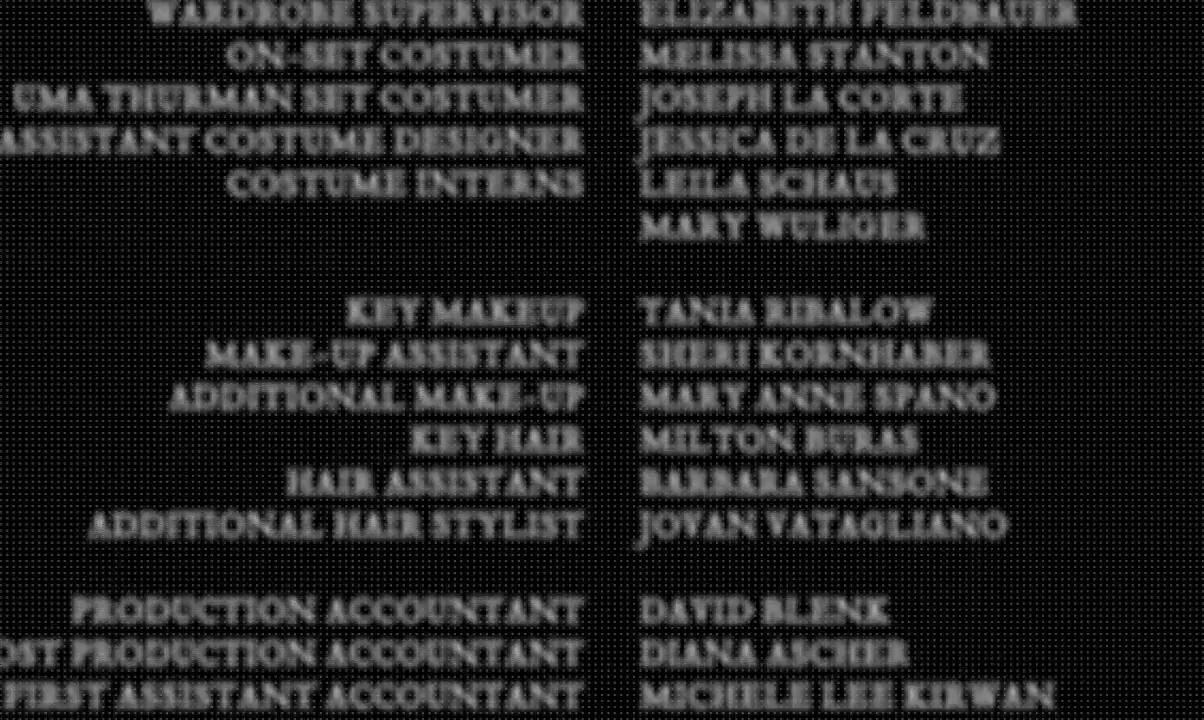 WARDROBE SUPERVISOR ELIZABETH FELDBAUER
ON-SET COSTUMER MELISSA STANTON
UMA THURMAN SET COSTUMER JOSEPH LA CORTE
ASSISTANT COSTUME DESIGNER JESSICA DE LA CRUZ
COSTUME INTERNS LEILA SCHAUS
MARY WULIGER
KEY MAKEUP TANIA RIBALOW
MAKE-UP ASSISTANT SHERI KORNHABER
ADDITIONAL MAKE-UP MARY ANNE SPANO
KEY HAIR MILTON BURAS
HAIR ASSISTANT BARBARA SANSONE
ADDITIONAL HAIR STYLIST JOVAN VATAGLIANO
PRODUCTION ACCOUNTANT DAVID BLENK
OST PRODUCTION ACCOUNTANT DIANA ASCHER
FIRST ASSISTANT ACCOUNTANT MICHELE LEE KIRWAN